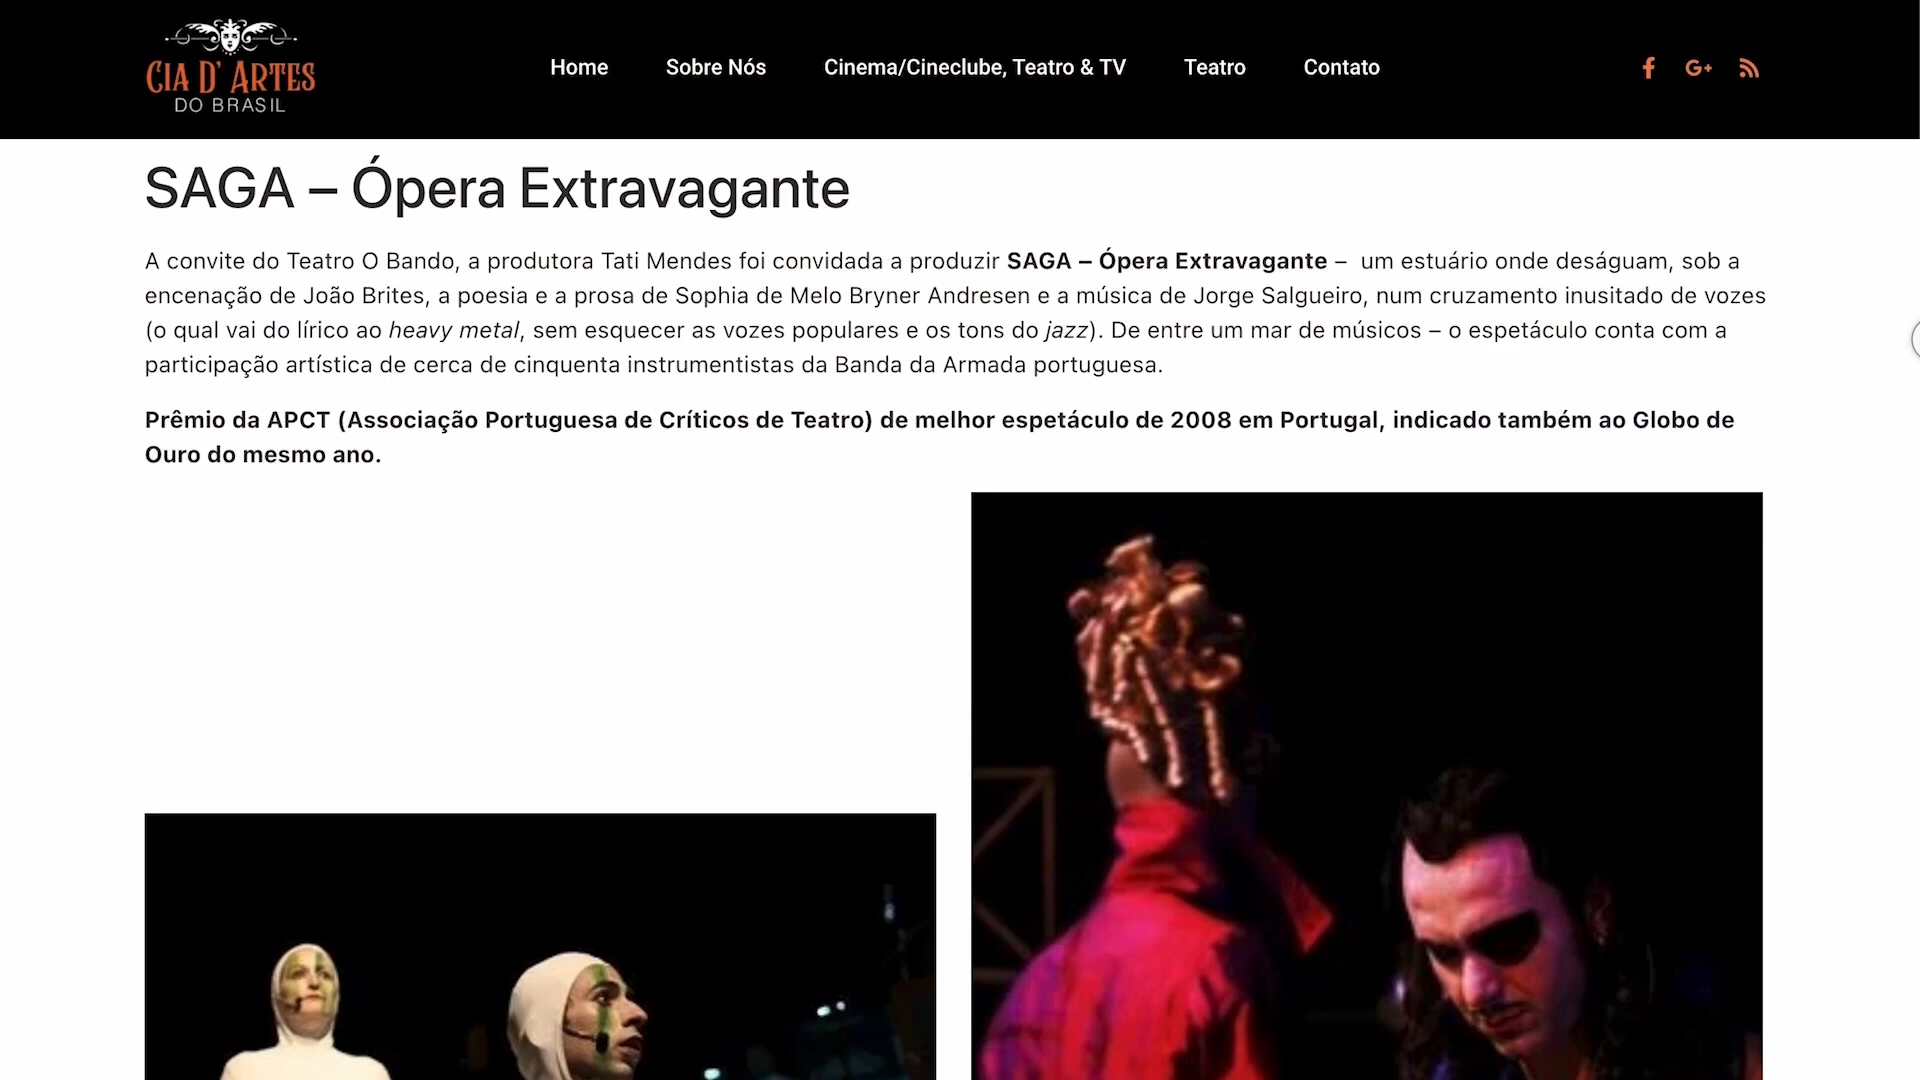 CIA D' ARTES
DO BRASIL
Home
Sobre Nós
Cinema/Cineclube, Teatro & TV
Teatro
Contato
SAGA – Ópera Extravagante
A convite do Teatro O Bando, a produtora Tati Mendes foi convidada a produzir SAGA – Ópera Extravagante – um estuário onde deságuam, sob a
encenação de João Brites, a poesia e a prosa de Sophia de Melo Bryner Andresen e a música de Jorge Salgueiro, num cruzamento inusitado de vozes
(o qual vai do lírico ao heavy metal, sem esquecer as vozes populares e os tons do jazz). De entre um mar de músicos – o espetáculo conta com a
participação artística de cerca de cinquenta instrumentistas da Banda da Armada portuguesa.
Prêmio da APCT (Associação Portuguesa de Críticos de Teatro) de melhor espetáculo de 2008 em Portugal, indicado também ao Globo de
Ouro do mesmo ano.